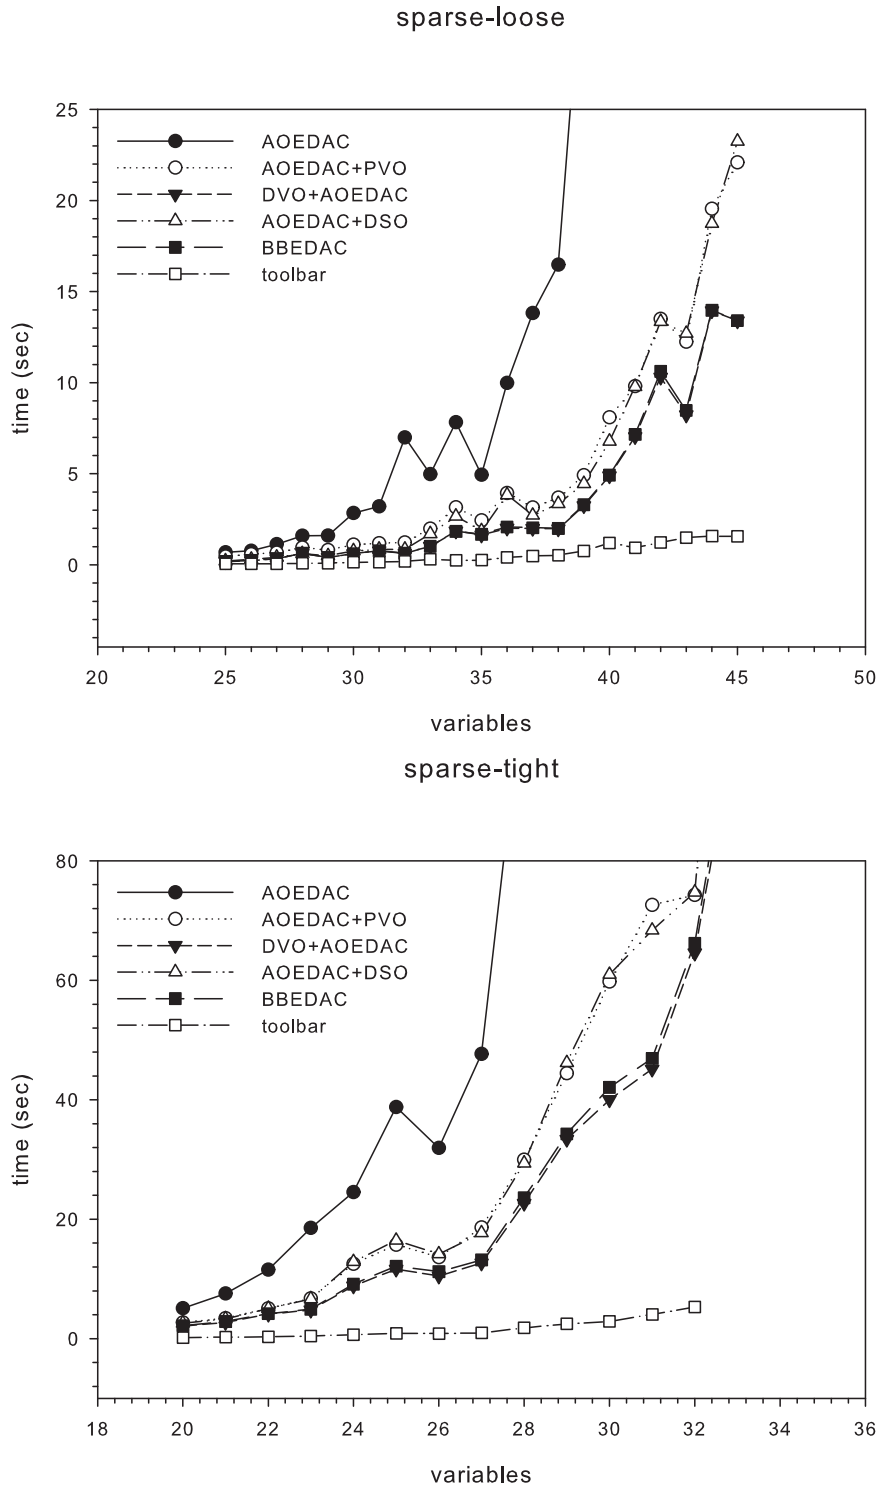 sparse-loose
25
20
15
10
5
0
time (sec)
AOEDAC
AOEDAC+PVO
DVO+AOEDAC
AOEDAC+DSO
BBEDAC
toolbar
20 25 30 35 40 45 50
variables
sparse-tight
80
60
40
20
0
time (sec)
AOEDAC
AOEDAC+PVO
DVO+AOEDAC
AOEDAC+DSO
BBEDAC
toolbar
18 20 22 24 26 28 30 32 34 36
variables